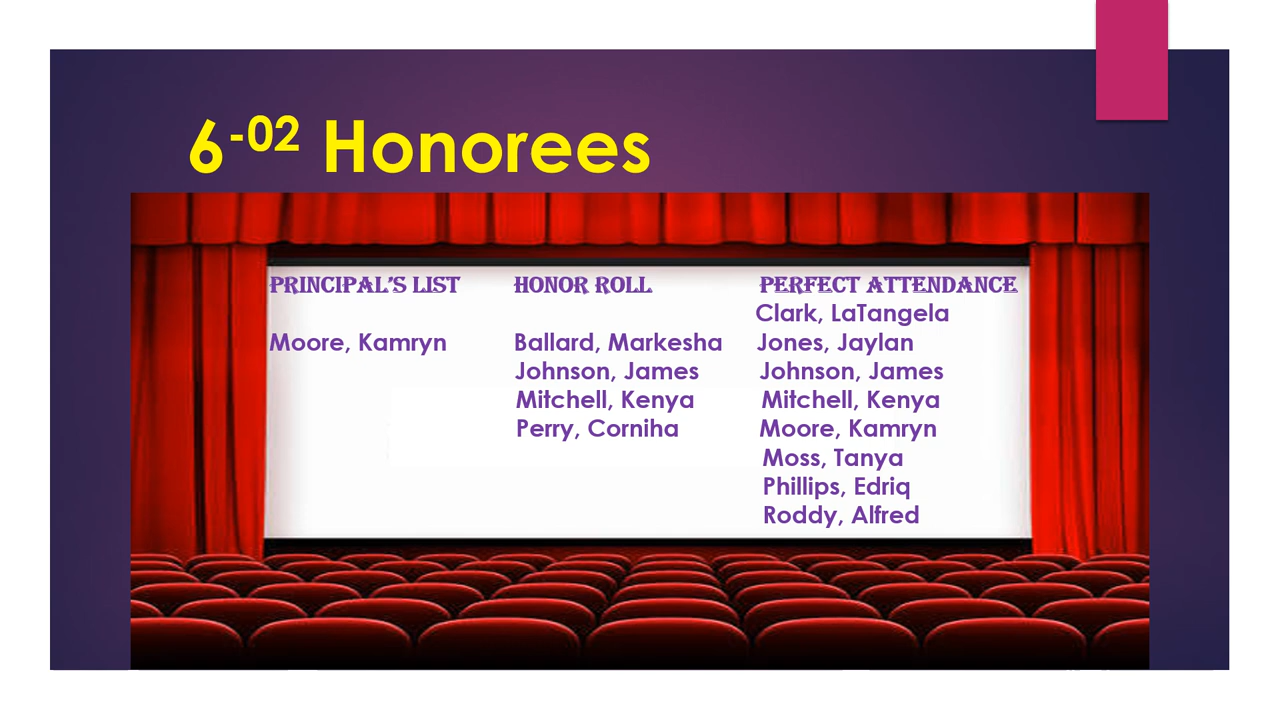 6-02 Honorees
PRINCIPAL'S LIST HONOR ROLL PERFECT ATTENDANCE
Clark, LaTangela
Moore, Kamryn Ballard, Markesha Jones, Jaylan
Johnson, James Johnson, James
Mitchell, Kenya Mitchell, Kenya
Perry, Corniha Moore, Kamryn
Moss, Tanya
Phillips, Edriq
Roddy, Alfred